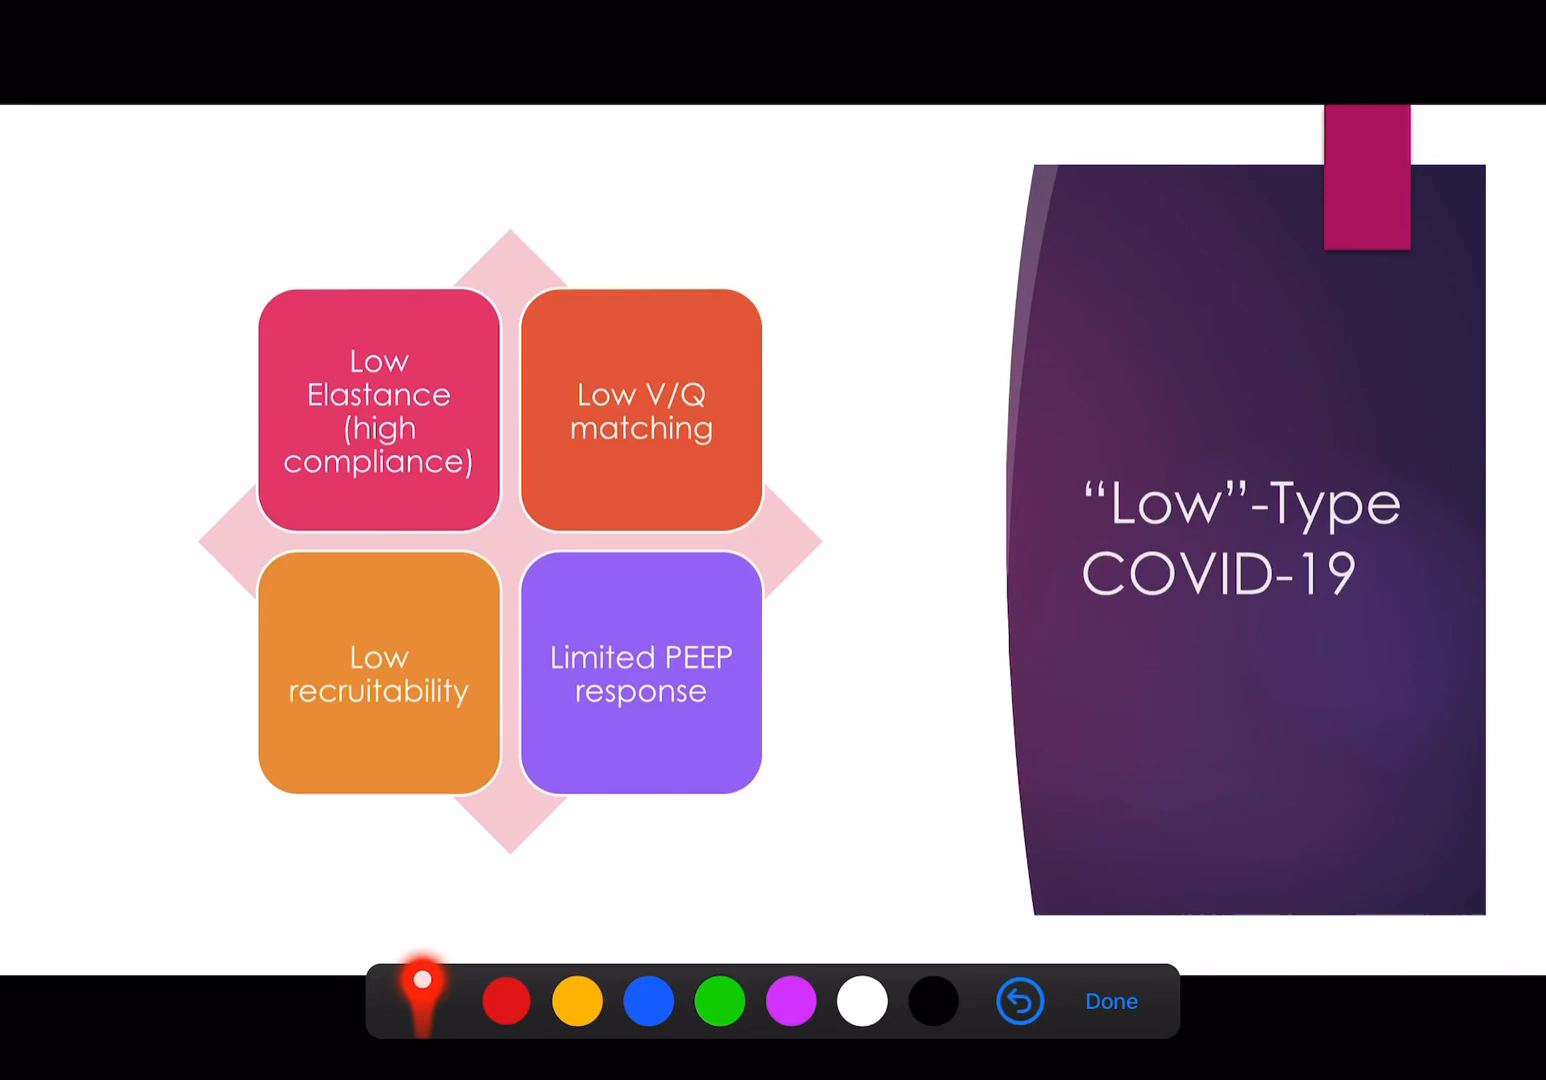 Low
Elastance
(high
compliance)
Low V/Q
matching
Low
recruitability
Limited PEEP
response
“Low”-Type
COVID-19
Done